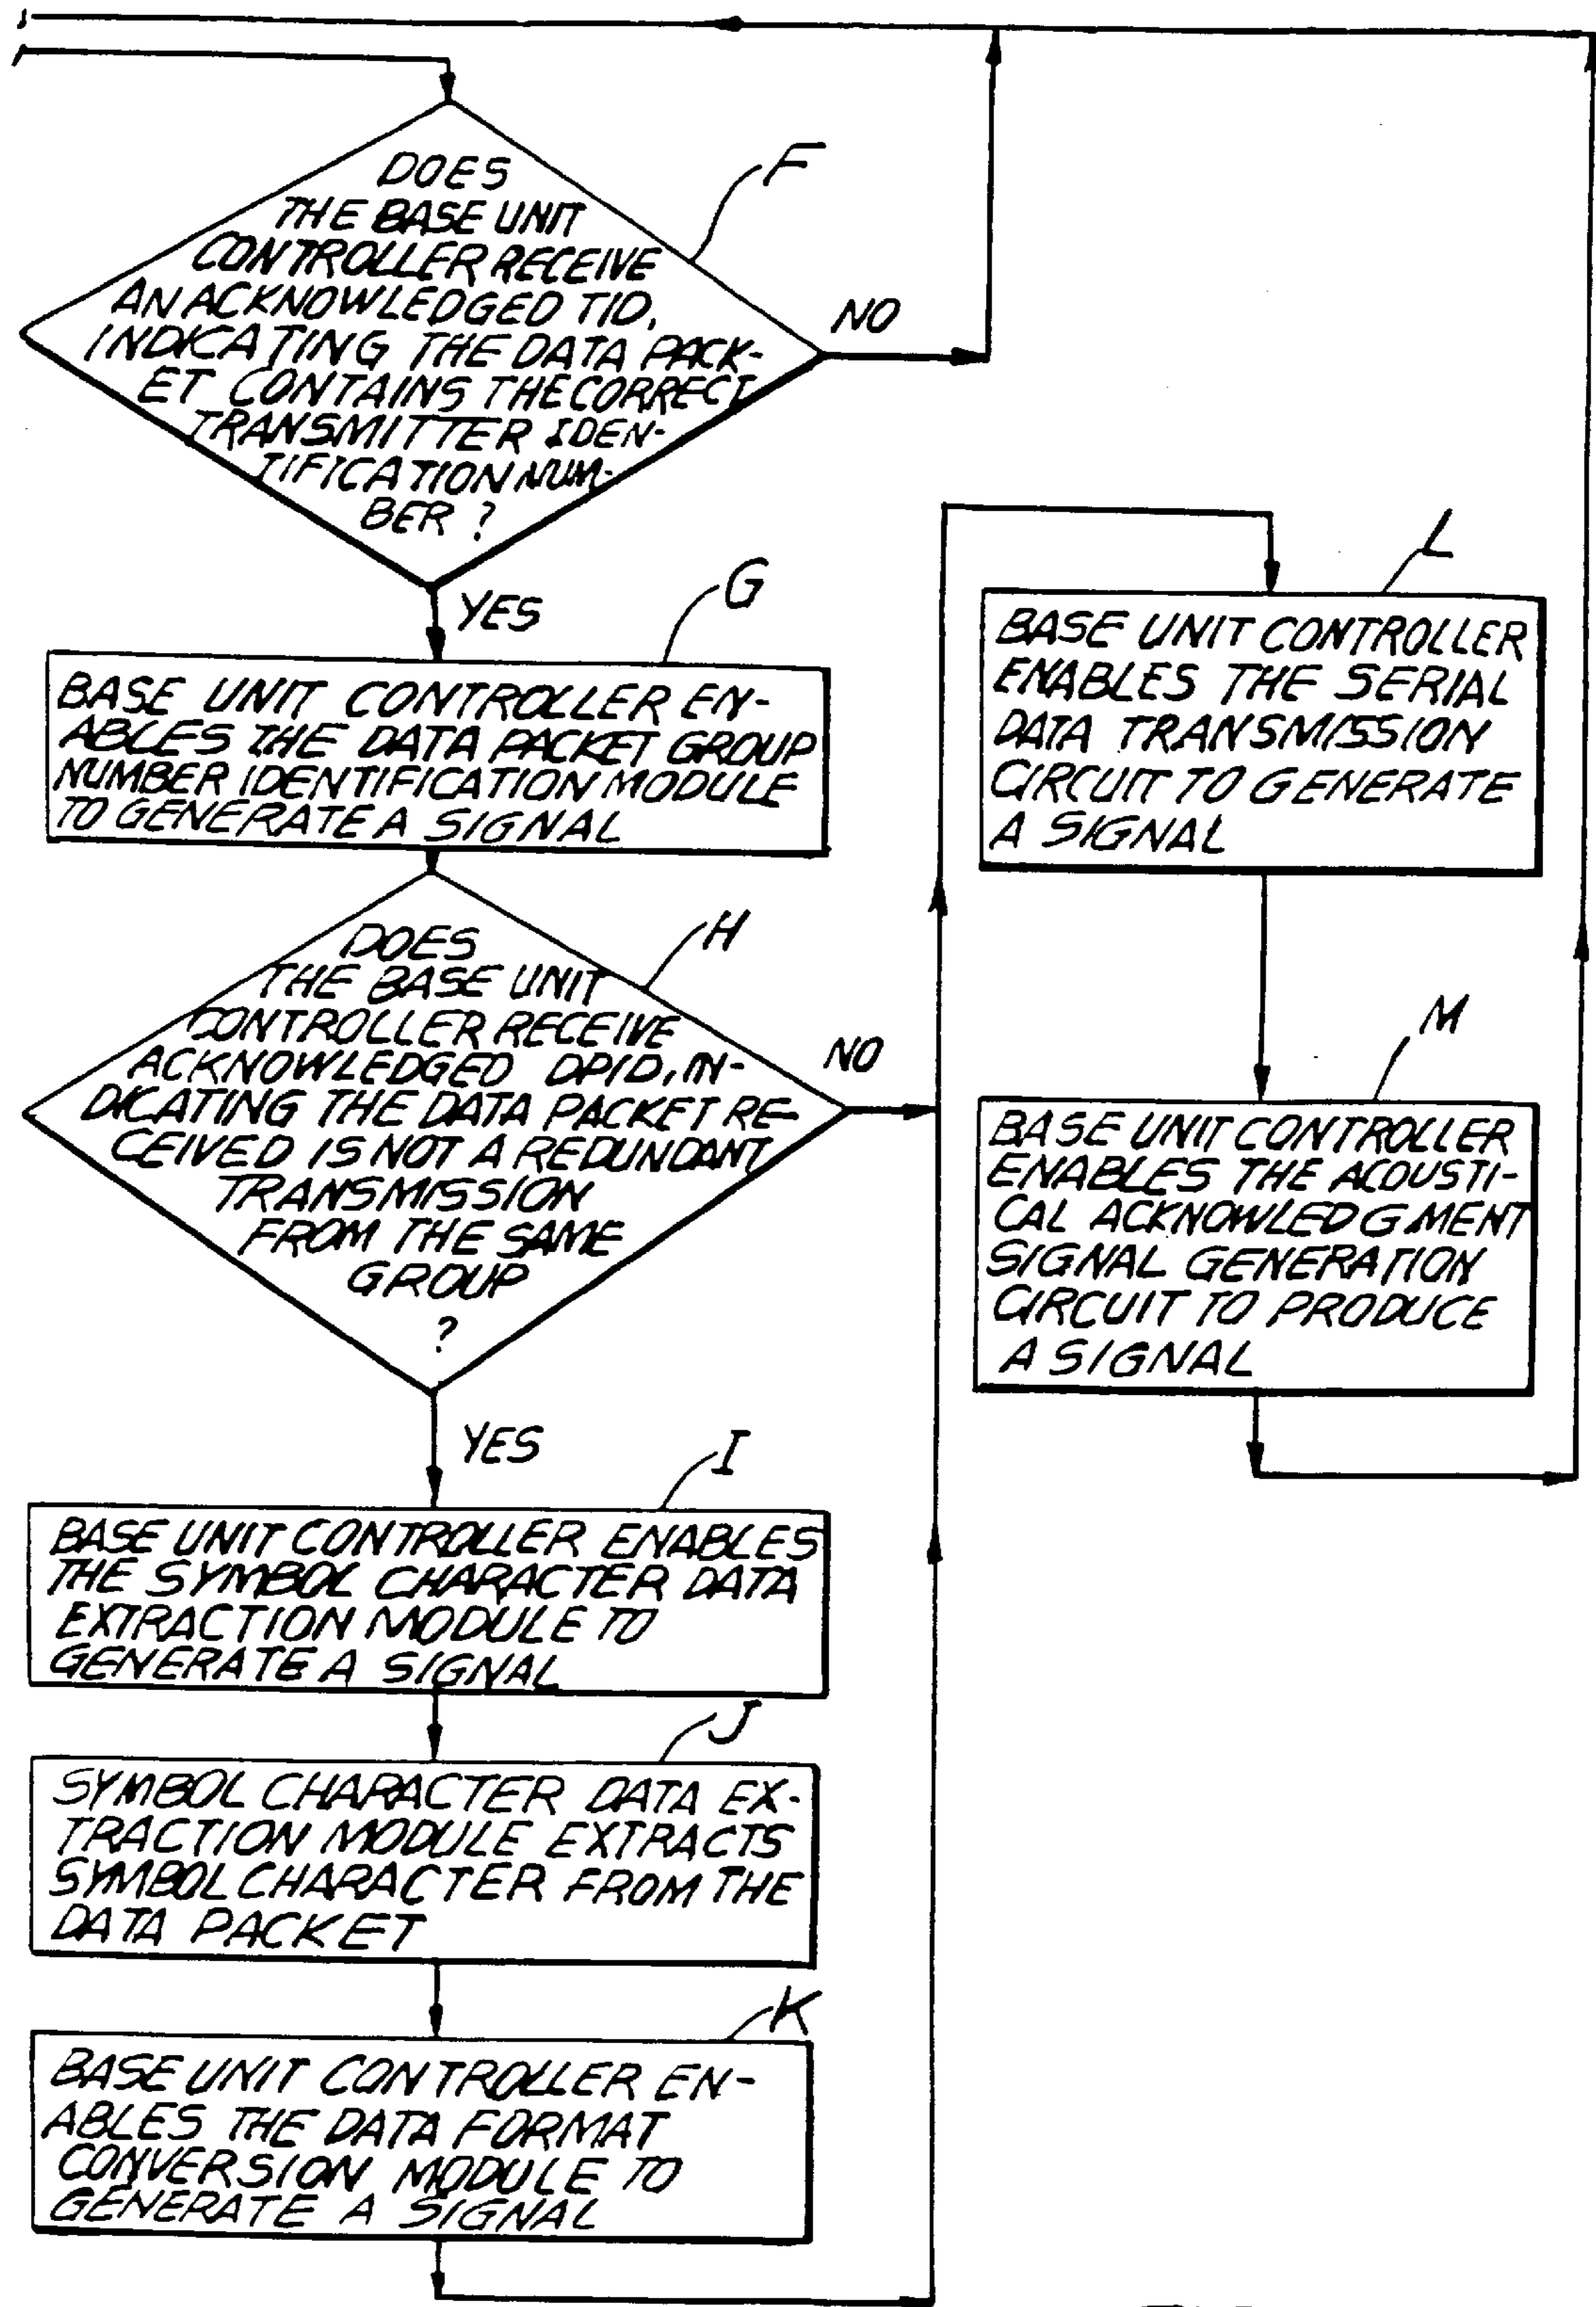 F
DOES
THE BASE UNIT
CONTROLLER RECEIVE
AN ACKNOWLEDGED TID,
INDICATING THE DATA PACK-
ET CONTAINS THE CORRECT
TRANSMITTER IDEN-
TIFICATION NUM-
BER ?
NO
YES
G
BASE UNIT CONTROLLER EN-
ABLES THE DATA PACKET GROUP
NUMBER IDENTIFICATION MODULE
TO GENERATE A SIGNAL
H
DOES
THE BASE UNIT
CONTROLLER RECEIVE
ACKNOWLEDGED DPID, IN-
DICATING THE DATA PACKET RE-
CEIVED IS NOT A REDUNDANT
TRANSMISSION
FROM THE SAME
GROUP
?
NO
YES
I
BASE UNIT CONTROLLER ENABLES
THE SYMBOL CHARACTER DATA
EXTRACTION MODULE TO
GENERATE A SIGNAL
J
SYMBOL CHARACTER DATA EX-
TRACTION MODULE EXTRACTS
SYMBOL CHARACTER FROM THE
DATA PACKET
K
BASE UNIT CONTROLLER EN-
ABLES THE DATA FORMAT
CONVERSION MODULE TO
GENERATE A SIGNAL
L
BASE UNIT CONTROLLER
ENABLES THE SERIAL
DATA TRANSMISSION
CIRCUIT TO GENERATE
A SIGNAL
M
BASE UNIT CONTROLLER
ENABLES THE ACOUSTI-
CAL ACKNOWLEDGMENT
SIGNAL GENERATION
CIRCUIT TO PRODUCE
A SIGNAL